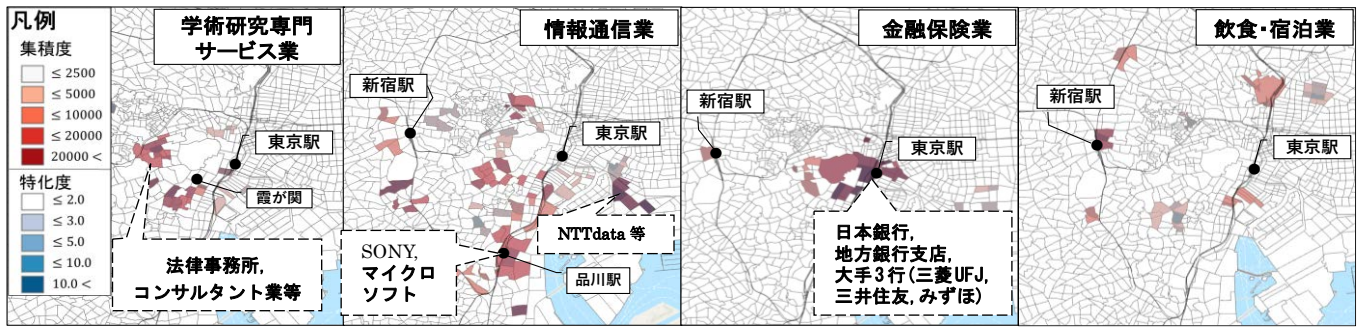 凡例
集積度
≤ 2500
≤ 5000
≤ 10000
≤ 20000
20000 <
特化度
≤ 2.0
≤ 3.0
≤ 5.0
≤ 10.0
10.0 <
学術研究専門
サービス業
東京駅
霞が関
法律事務所,
コンサルタント業等
情報通信業
新宿駅
東京駅
NTTdata 等
SONY,
マイクロ
ソフト
品川駅
金融保険業
新宿駅
東京駅
日本銀行,
地方銀行支店,
大手3行(三菱UFJ,
三井住友,みずほ)
飲食・宿泊業
新宿駅
東京駅